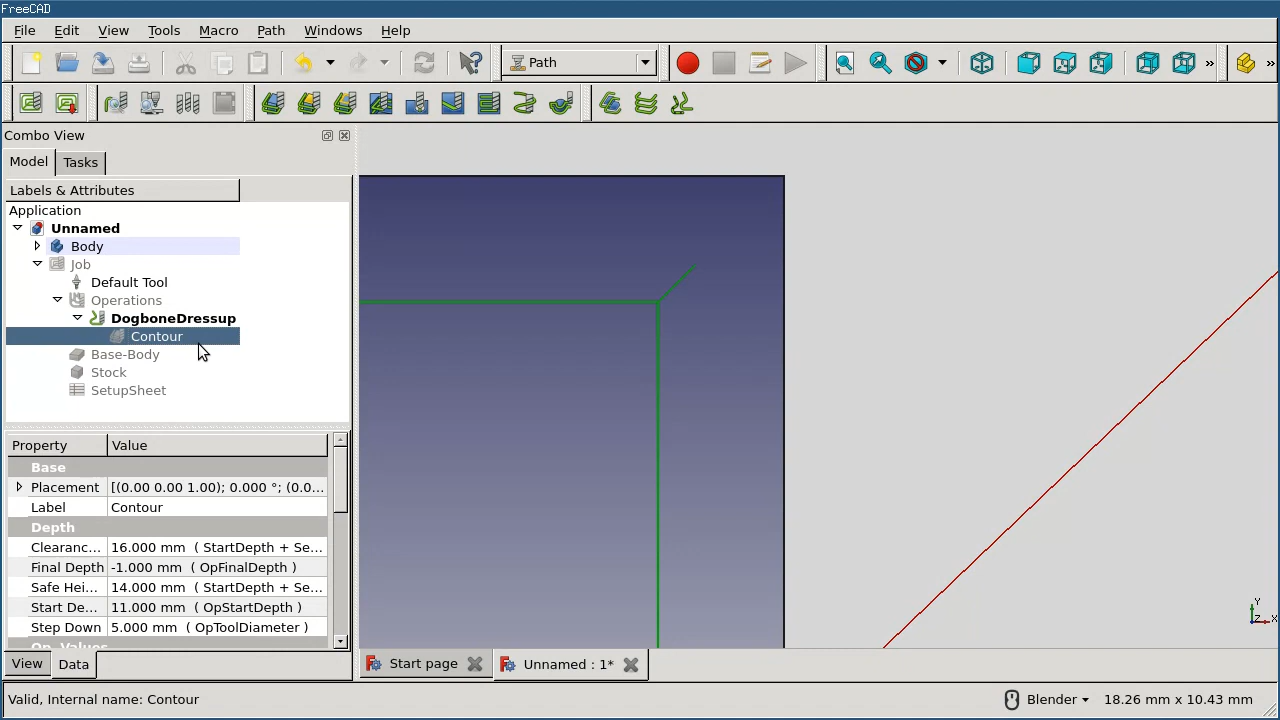 FreeCAD
File Edit View Tools Macro Path Windows Help
Path
» »
Combo View
Model Tasks
Labels & Attributes
Application
Unnamed
Body
Job
Default Tool
Operations
DogboneDressup
Contour
Base-Body
Stock
SetupSheet
Property Value
Base
Placement [(0.00 0.00 1.00); 0.000 °; (0.0...
Label Contour
Depth
Clearanc... 16.000 mm ( StartDepth + Se...
Final Depth -1.000 mm ( OpFinalDepth )
Safe Hei... 14.000 mm ( StartDepth + Se...
Start De... 11.000 mm ( OpStartDepth )
Step Down 5.000 mm ( OpToolDiameter )
Op. Values
View Data
Start page Unnamed : 1*
Y
Z X
Valid, Internal name: Contour Blender 18.26 mm x 10.43 mm